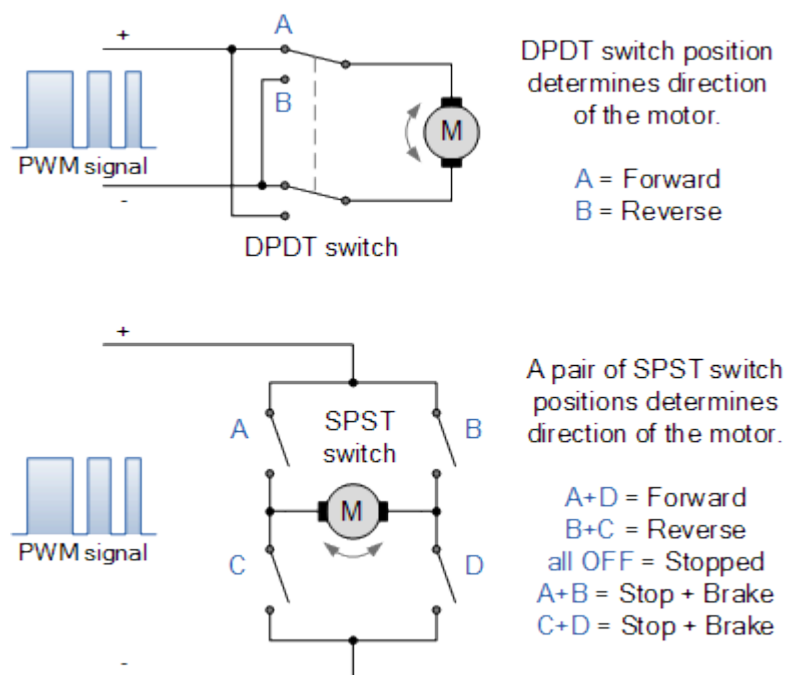 +
A
B
PWM signal
-
M
DPDT switch
DPDT switch position
determines direction
of the motor.
A = Forward
B = Reverse
+
A
SPST
switch
B
M
PWM signal
C
D
-
A pair of SPST switch
positions determines
direction of the motor.
A+D = Forward
B+C = Reverse
all OFF = Stopped
A+B = Stop + Brake
C+D = Stop + Brake